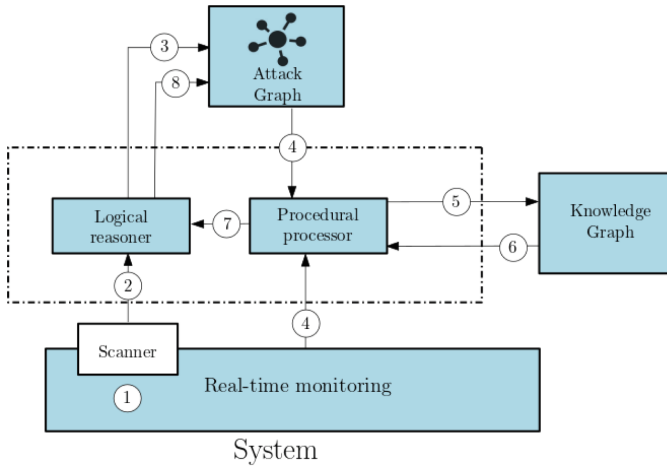 3
8
Attack
Graph
4
Logical
reasoner
7
Procedural
processor
5
6
Knowledge
Graph
2
4
Scanner
1
Real-time monitoring
System